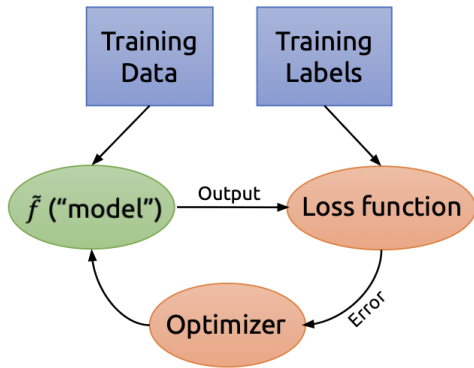 Training
Data
Training
Labels
f̃ (“model”)
Output
Loss function
Error
Optimizer